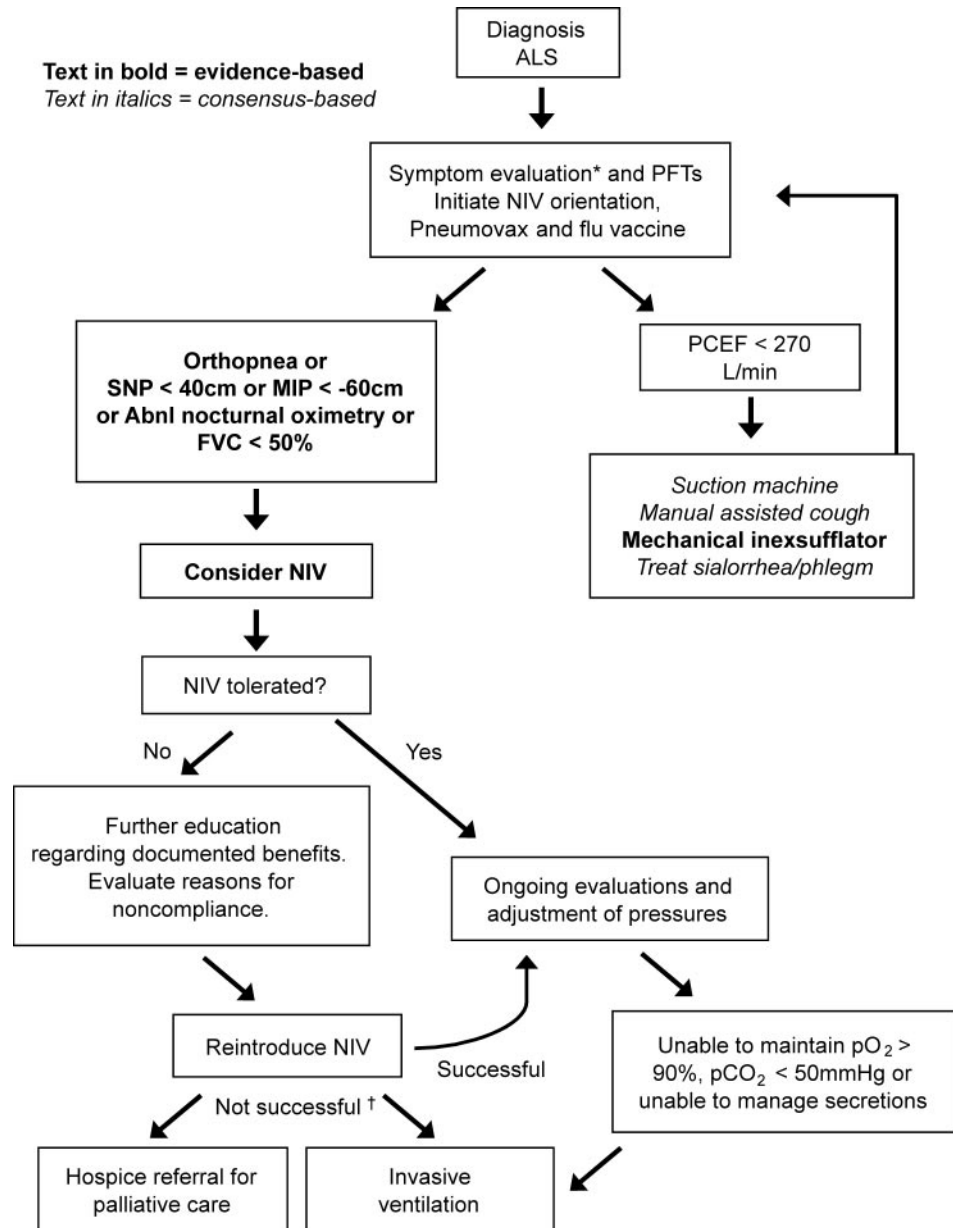 Diagnosis
ALS
Text in bold = evidence-based
Text in italics = consensus-based
Symptom evaluation* and PFTs
Initiate NIV orientation,
Pneumovax and flu vaccine
Orthopnea or
SNP < 40cm or MIP < -60cm
or Abnl nocturnal oximetry or
FVC < 50%
PCEF < 270
L/min
Suction machine
Manual assisted cough
Mechanical inexsufflator
Treat sialorrhea/phlegm
Consider NIV
NIV tolerated?
No
Yes
Further education
regarding documented benefits.
Evaluate reasons for
noncompliance.
Ongoing evaluations and
adjustment of pressures
Reintroduce NIV
Successful
Unable to maintain pO₂ >
90%, pCO₂ < 50mmHg or
unable to manage secretions
Not successful †
Hospice referral for
palliative care
Invasive
ventilation